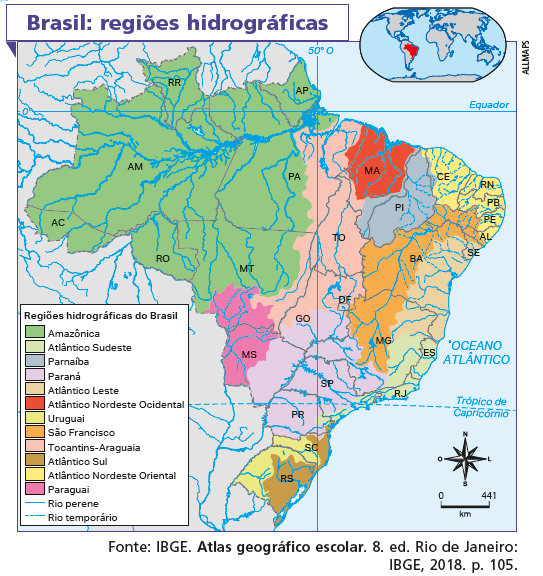 Brasil: regiões hidrográficas
ALLMAPS
50° O
Equador
RR
AP
AM
PA
MA
CE
RN
PB
PI
PE
AL
SE
AC
TO
RO
BA
MT
DF
GO
MG
ES
MS
SP
RJ
PR
SC
RS
"OCEANO
ATLÂNTICO
Trópico de
Capricórnio
Regiões hidrográficas do Brasil
Amazônica
Atlântico Sudeste
Parnaíba
Paraná
Atlântico Leste
Atlântico Nordeste Ocidental
Uruguai
São Francisco
Tocantins-Araguaia
Atlântico Sul
Atlântico Nordeste Oriental
Paraguai
Rio perene
Rio temporário
N
O
L
S
0 441
km
Fonte: IBGE. Atlas geográfico escolar. 8. ed. Rio de Janeiro:
IBGE, 2018. p. 105.